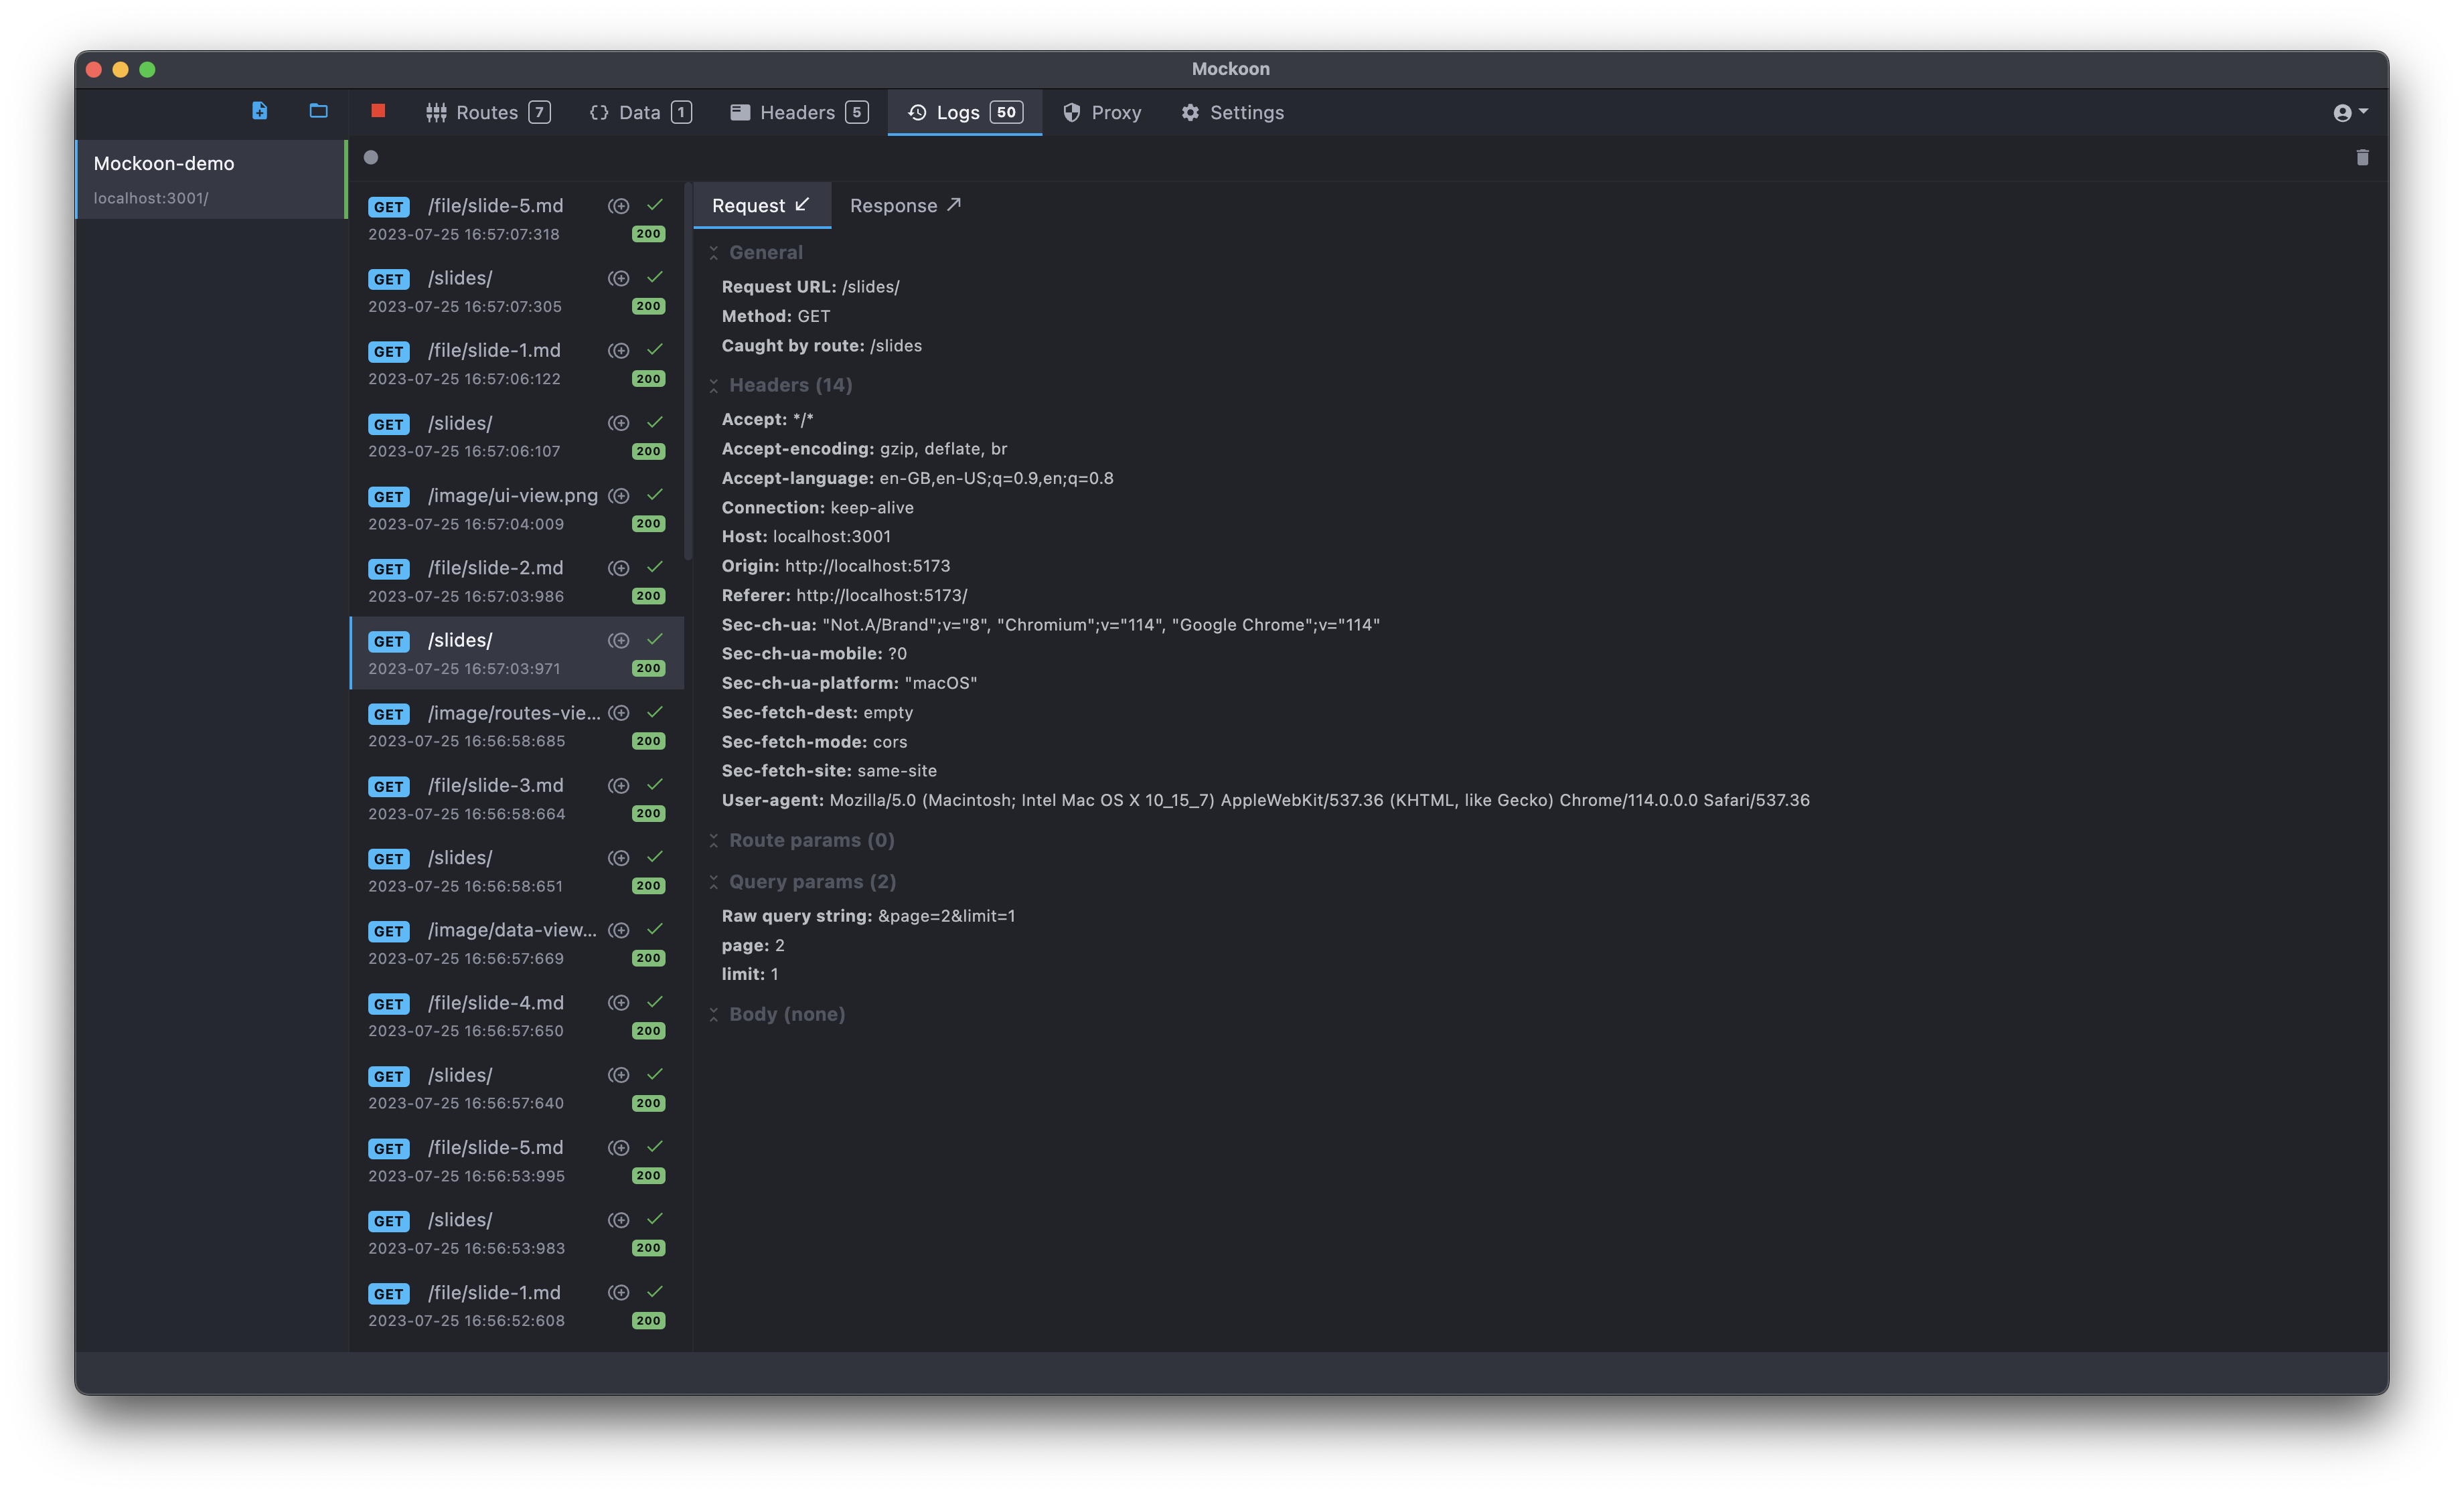 Mockoon
Routes 7 Data 1 Headers 5 Logs 50 Proxy Settings
Mockoon-demo
localhost:3001/
GET /file/slide-5.md
2023-07-25 16:57:07:318 200
GET /slides/
2023-07-25 16:57:07:305 200
GET /file/slide-1.md
2023-07-25 16:57:06:122 200
GET /slides/
2023-07-25 16:57:06:107 200
GET /image/ui-view.png
2023-07-25 16:57:04:009 200
GET /file/slide-2.md
2023-07-25 16:57:03:986 200
GET /slides/
2023-07-25 16:57:03:971 200
GET /image/routes-vie...
2023-07-25 16:56:58:685 200
GET /file/slide-3.md
2023-07-25 16:56:58:664 200
GET /slides/
2023-07-25 16:56:58:651 200
GET /image/data-view...
2023-07-25 16:56:57:669 200
GET /file/slide-4.md
2023-07-25 16:56:57:650 200
GET /slides/
2023-07-25 16:56:57:640 200
GET /file/slide-5.md
2023-07-25 16:56:53:995 200
GET /slides/
2023-07-25 16:56:53:983 200
GET /file/slide-1.md
2023-07-25 16:56:52:608 200
Request Response
General
Request URL: /slides/
Method: GET
Caught by route: /slides
Headers (14)
Accept: */*
Accept-encoding: gzip, deflate, br
Accept-language: en-GB,en-US;q=0.9,en;q=0.8
Connection: keep-alive
Host: localhost:3001
Origin: http://localhost:5173
Referer: http://localhost:5173/
Sec-ch-ua: "Not.A/Brand";v="8", "Chromium";v="114", "Google Chrome";v="114"
Sec-ch-ua-mobile: ?0
Sec-ch-ua-platform: "macOS"
Sec-fetch-dest: empty
Sec-fetch-mode: cors
Sec-fetch-site: same-site
User-agent: Mozilla/5.0 (Macintosh; Intel Mac OS X 10_15_7) AppleWebKit/537.36 (KHTML, like Gecko) Chrome/114.0.0.0 Safari/537.36
Route params (0)
Query params (2)
Raw query string: &page=2&limit=1
page: 2
limit: 1
Body (none)